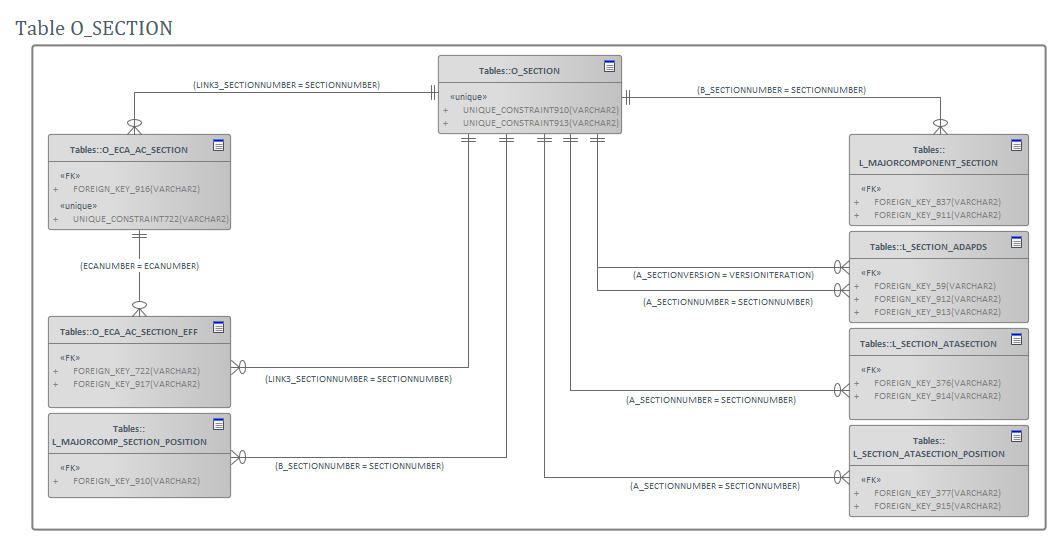 Table O_SECTION
Tables::O_SECTION
«unique»
+ UNIQUE_CONSTRAINT910(VARCHAR2)
+ UNIQUE_CONSTRAINT913(VARCHAR2)
(LINK3_SECTIONNUMBER = SECTIONNUMBER)
(B_SECTIONNUMBER = SECTIONNUMBER)
Tables::O_ECA_AC_SECTION
«FK»
+ FOREIGN_KEY_916(VARCHAR2)
«unique»
+ UNIQUE_CONSTRAINT722(VARCHAR2)
Tables::
L_MAJORCOMPONENT_SECTION
«FK»
+ FOREIGN_KEY_837(VARCHAR2)
+ FOREIGN_KEY_911(VARCHAR2)
(ECANUMBER = ECANUMBER)
Tables::L_SECTION_ADAPDS
«FK»
+ FOREIGN_KEY_59(VARCHAR2)
+ FOREIGN_KEY_912(VARCHAR2)
+ FOREIGN_KEY_913(VARCHAR2)
(A_SECTIONVERSION = VERSIONITERATION)
(A_SECTIONNUMBER = SECTIONNUMBER)
Tables::O_ECA_AC_SECTION_EFF
«FK»
+ FOREIGN_KEY_722(VARCHAR2)
+ FOREIGN_KEY_917(VARCHAR2)
(LINK3_SECTIONNUMBER = SECTIONNUMBER)
Tables::L_SECTION_ATASECTION
«FK»
+ FOREIGN_KEY_376(VARCHAR2)
+ FOREIGN_KEY_914(VARCHAR2)
(A_SECTIONNUMBER = SECTIONNUMBER)
Tables::
L_MAJORCOMP_SECTION_POSITION
«FK»
+ FOREIGN_KEY_910(VARCHAR2)
(B_SECTIONNUMBER = SECTIONNUMBER)
Tables::
L_SECTION_ATASECTION_POSITION
«FK»
+ FOREIGN_KEY_377(VARCHAR2)
+ FOREIGN_KEY_915(VARCHAR2)
(A_SECTIONNUMBER = SECTIONNUMBER)